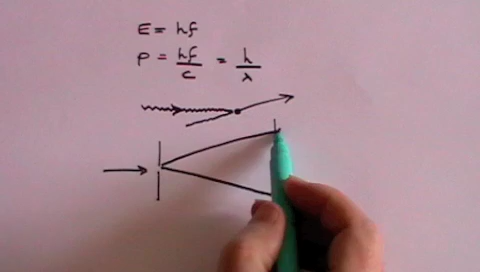 E = hf
P = hf/c = h/λ